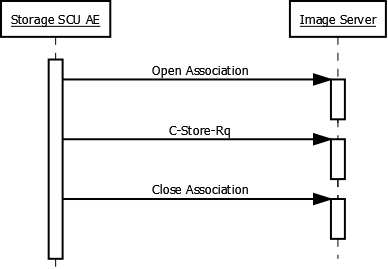 Storage SCU AE
Image Server
Open Association
C-Store-Rq
Close Association